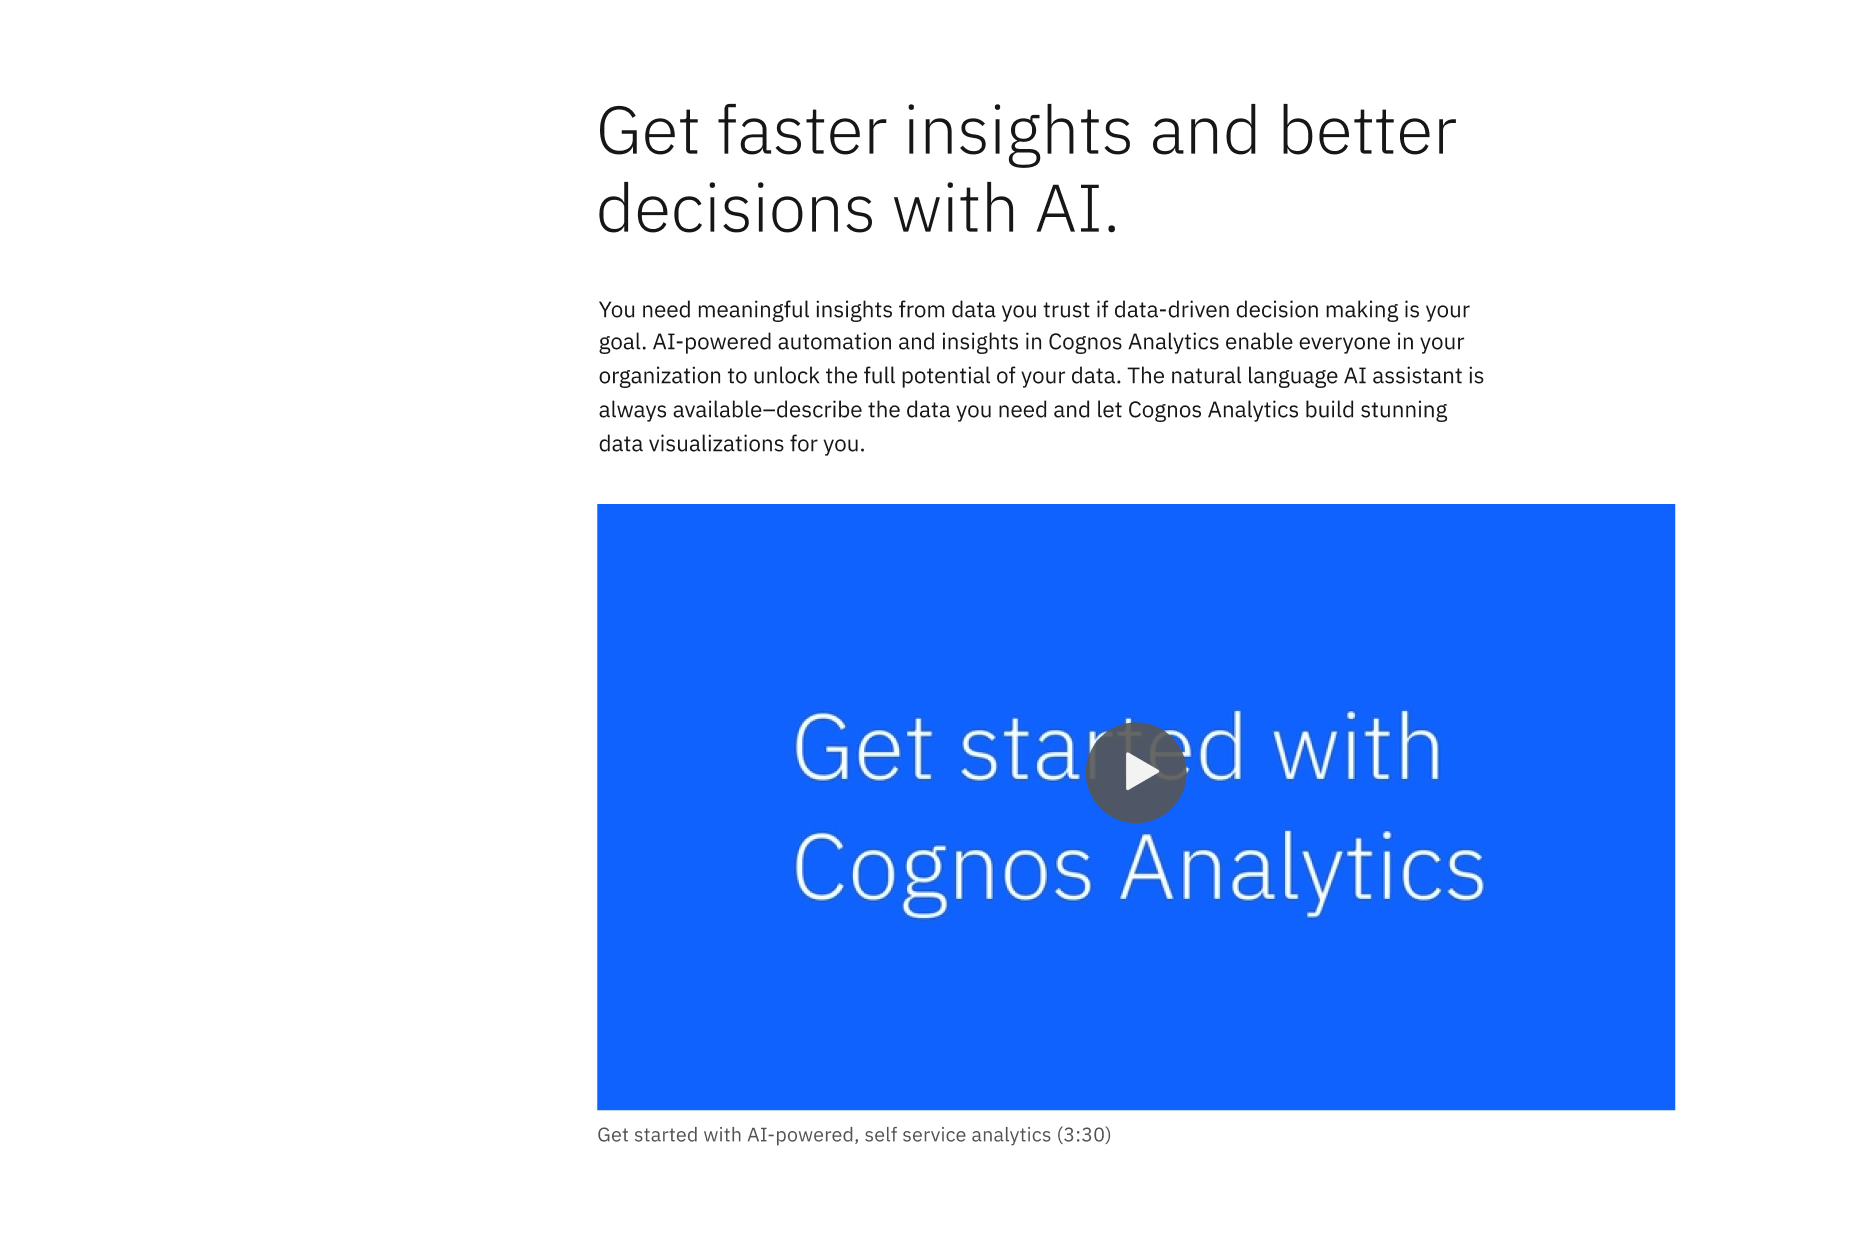 Get faster insights and better
decisions with AI.
You need meaningful insights from data you trust if data-driven decision making is your
goal. AI-powered automation and insights in Cognos Analytics enable everyone in your
organization to unlock the full potential of your data. The natural language AI assistant is
always available–describe the data you need and let Cognos Analytics build stunning
data visualizations for you.
Get started with
Cognos Analytics
Get started with AI-powered, self service analytics (3:30)